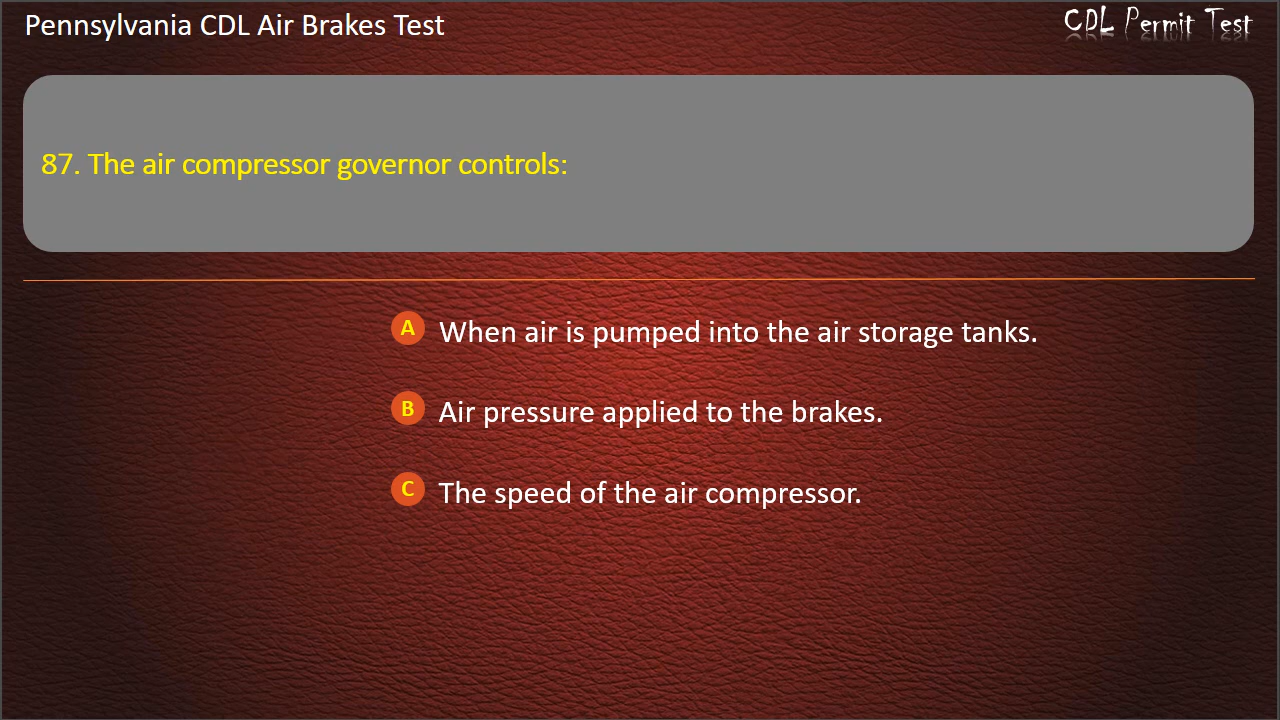 Pennsylvania CDL Air Brakes Test
CDL Permit Test
87. The air compressor governor controls:
A When air is pumped into the air storage tanks.
B Air pressure applied to the brakes.
C The speed of the air compressor.